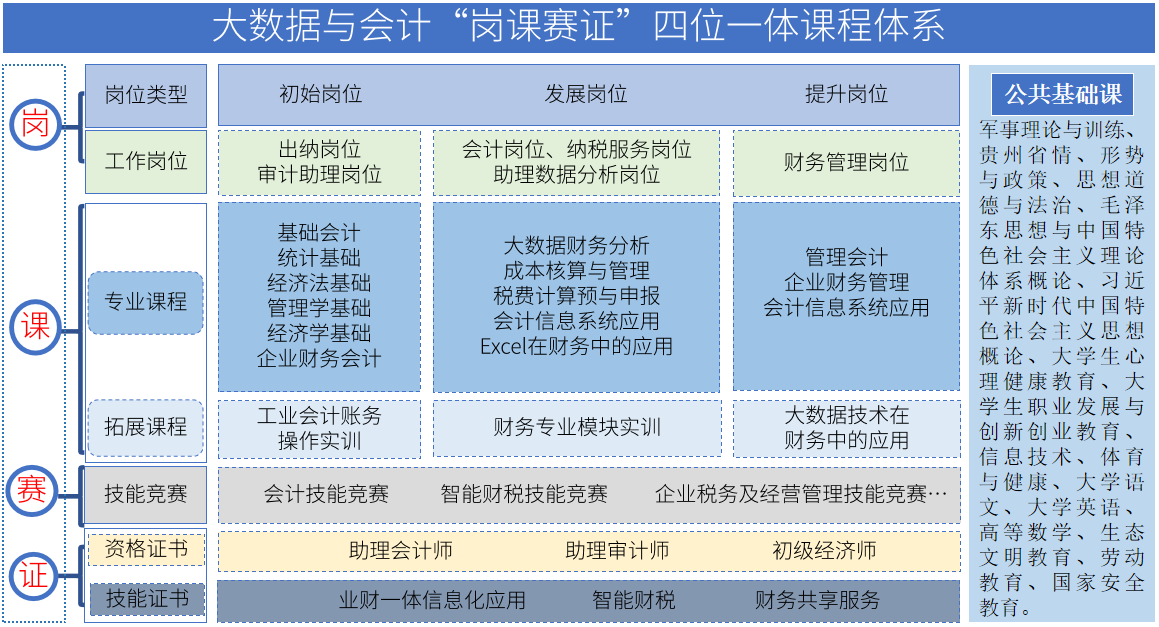 大数据与会计“岗课赛证”四位一体课程体系
岗
岗位类型
初始岗位
发展岗位
提升岗位
工作岗位
出纳岗位
审计助理岗位
会计岗位、纳税服务岗位
助理数据分析岗位
财务管理岗位
课
专业课程
基础会计
统计基础
经济法基础
管理学基础
经济学基础
企业财务会计
大数据财务分析
成本核算与管理
税费计算预与申报
会计信息系统应用
Excel在财务中的应用
管理会计
企业财务管理
会计信息系统应用
拓展课程
工业会计账务
操作实训
财务专业模块实训
大数据技术在
财务中的应用
赛
技能竞赛
会计技能竞赛
智能财税技能竞赛
企业税务及经营管理技能竞赛…
证
资格证书
助理会计师
助理审计师
初级经济师
技能证书
业财一体信息化应用
智能财税
财务共享服务
公共基础课
军事理论与训练、
贵州省情、形势
与政策、思想道
德与法治、毛泽
东思想与中国特
色社会主义理论
体系概论、习近
平新时代中国特
色社会主义思想
概论、大学生心
理健康教育、大
学生职业发展与
创新创业教育、
信息技术、体育
与健康、大学语
文、大学英语、
高等数学、生态
文明教育、劳动
教育、国家安全
教育。